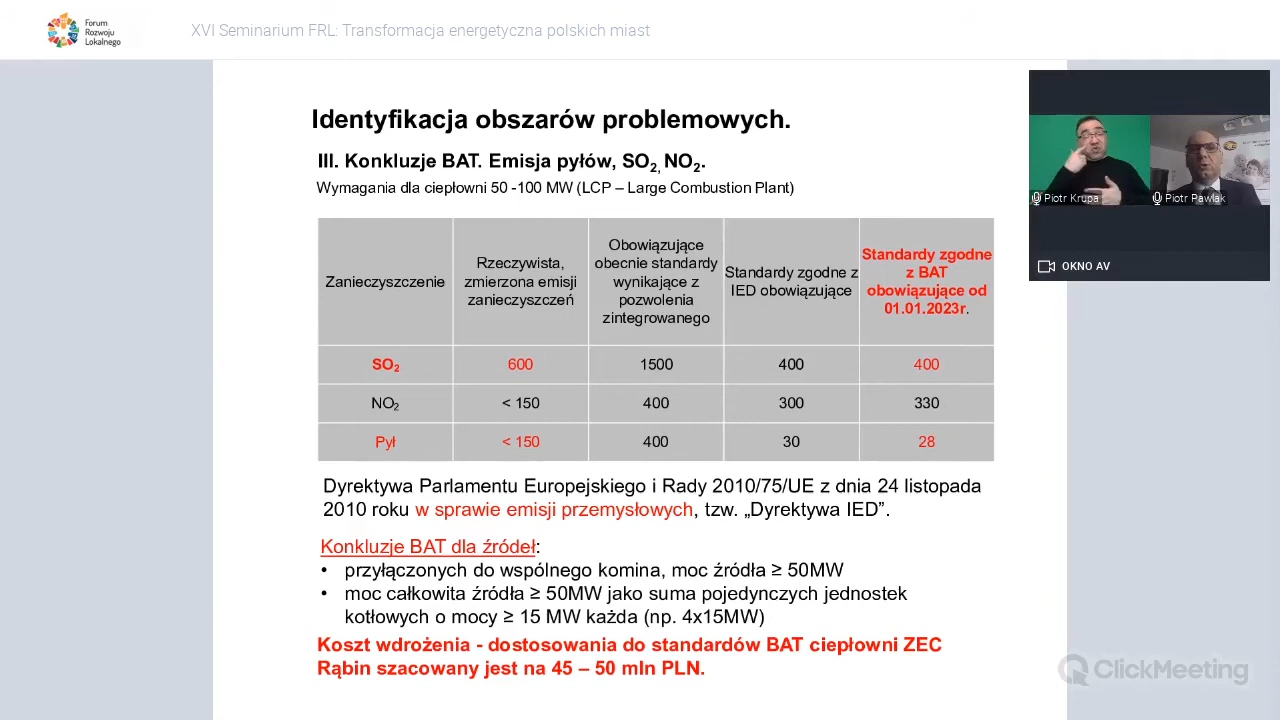 Forum
Rozwoju
Lokalnego
XVI Seminarium FRL: Transformacja energetyczna polskich miast
Identyfikacja obszarów problemowych.
III. Konkluzje BAT. Emisja pyłów, SO2, NO2.
Wymagania dla ciepłowni 50 -100 MW (LCP – Large Combustion Plant)
Zanieczyszczenie
Rzeczywista,
zmierzona emisji
zanieczyszczeń
Obowiązujące
obecnie standardy
wynikające z
pozwolenia
zintegrowanego
Standardy zgodne z
IED obowiązujące
Standardy zgodne
z BAT
obowiązujące od
01.01.2023r.
SO2 600 1500 400 400
NO2 < 150 400 300 330
Pył < 150 400 30 28
Dyrektywa Parlamentu Europejskiego i Rady 2010/75/UE z dnia 24 listopada
2010 roku w sprawie emisji przemysłowych, tzw. „Dyrektywa IED”.
Konkluzje BAT dla źródeł:
• przyłączonych do wspólnego komina, moc źródła ≥ 50MW
• moc całkowita źródła ≥ 50MW jako suma pojedynczych jednostek
kotłowych o mocy ≥ 15 MW każda (np. 4x15MW)
Koszt wdrożenia - dostosowania do standardów BAT ciepłowni ZEC
Rąbin szacowany jest na 45 – 50 mln PLN.
Piotr Krupa
Piotr Pawlak
OKNO AV
ClickMeeting